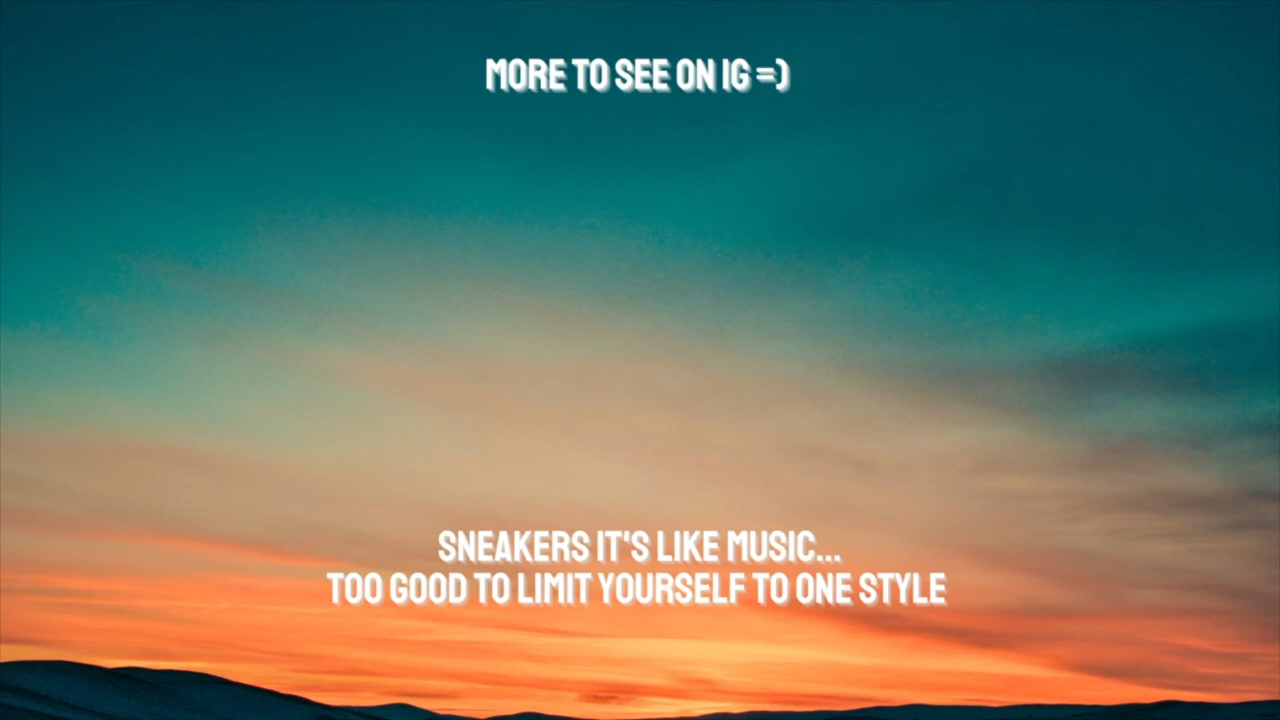 MORE TO SEE ON IG =)
SNEAKERS IT'S LIKE MUSIC...
TOO GOOD TO LIMIT YOURSELF TO ONE STYLE